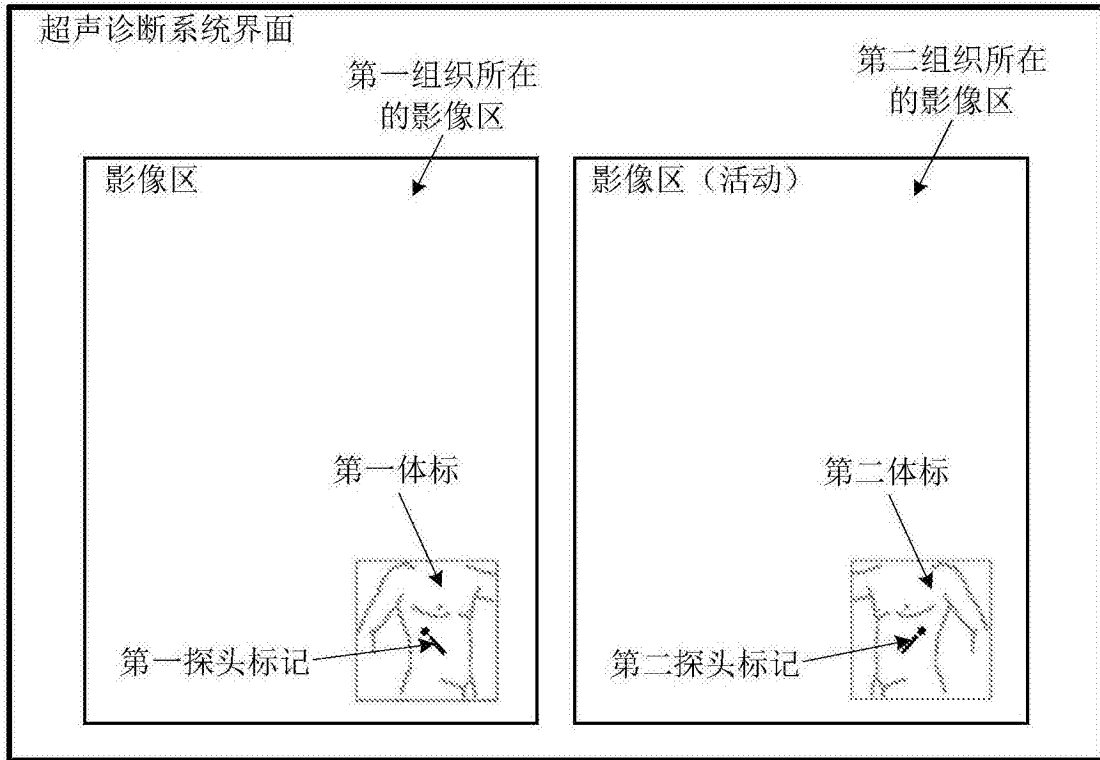 超声诊断系统界面
第一组织所在
的影像区
第二组织所在
的影像区
影像区
影像区（活动）
第一体标
第二体标
第一探头标记
第二探头标记